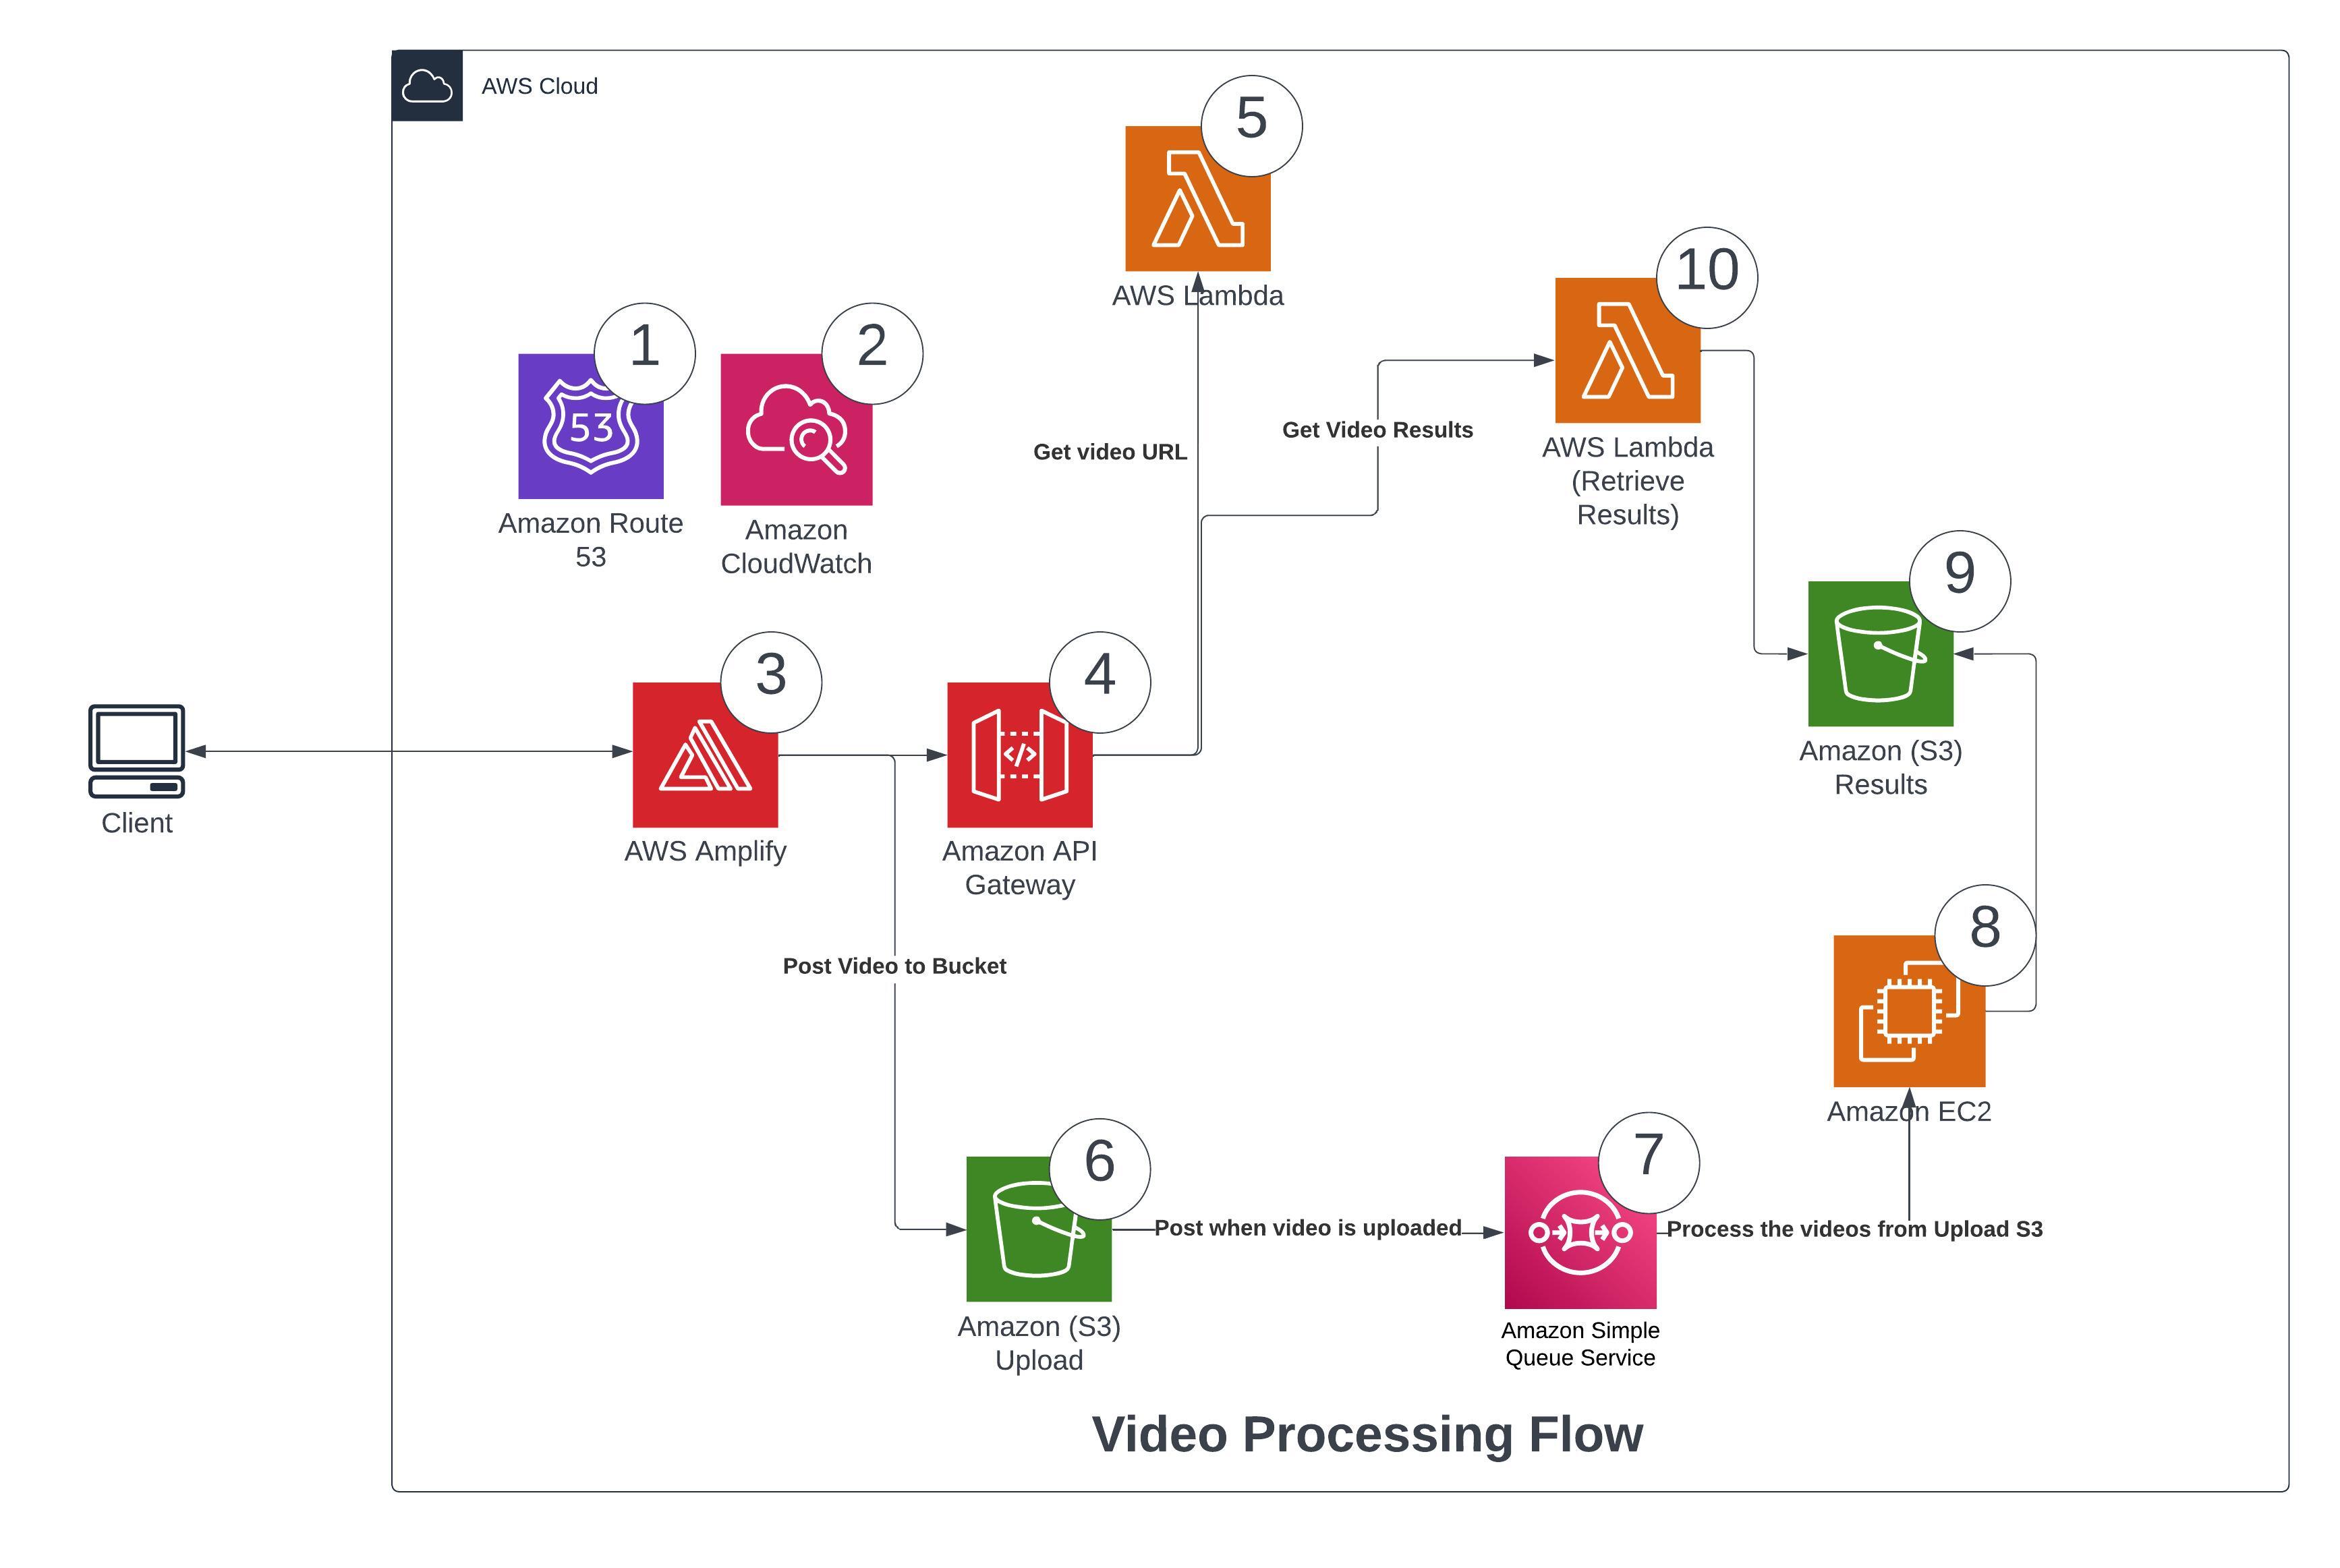 AWS Cloud
5
AWS Lambda
10
AWS Lambda
(Retrieve
Results)
1
53
Amazon Route
53
2
Amazon
CloudWatch
Get video URL
Get Video Results
9
Amazon (S3)
Results
3
AWS Amplify
4
</>
Amazon API
Gateway
Client
8
Amazon EC2
Post Video to Bucket
6
Amazon (S3)
Upload
Post when video is uploaded
7
Amazon Simple
Queue Service
Process the videos from Upload S3
Video Processing Flow